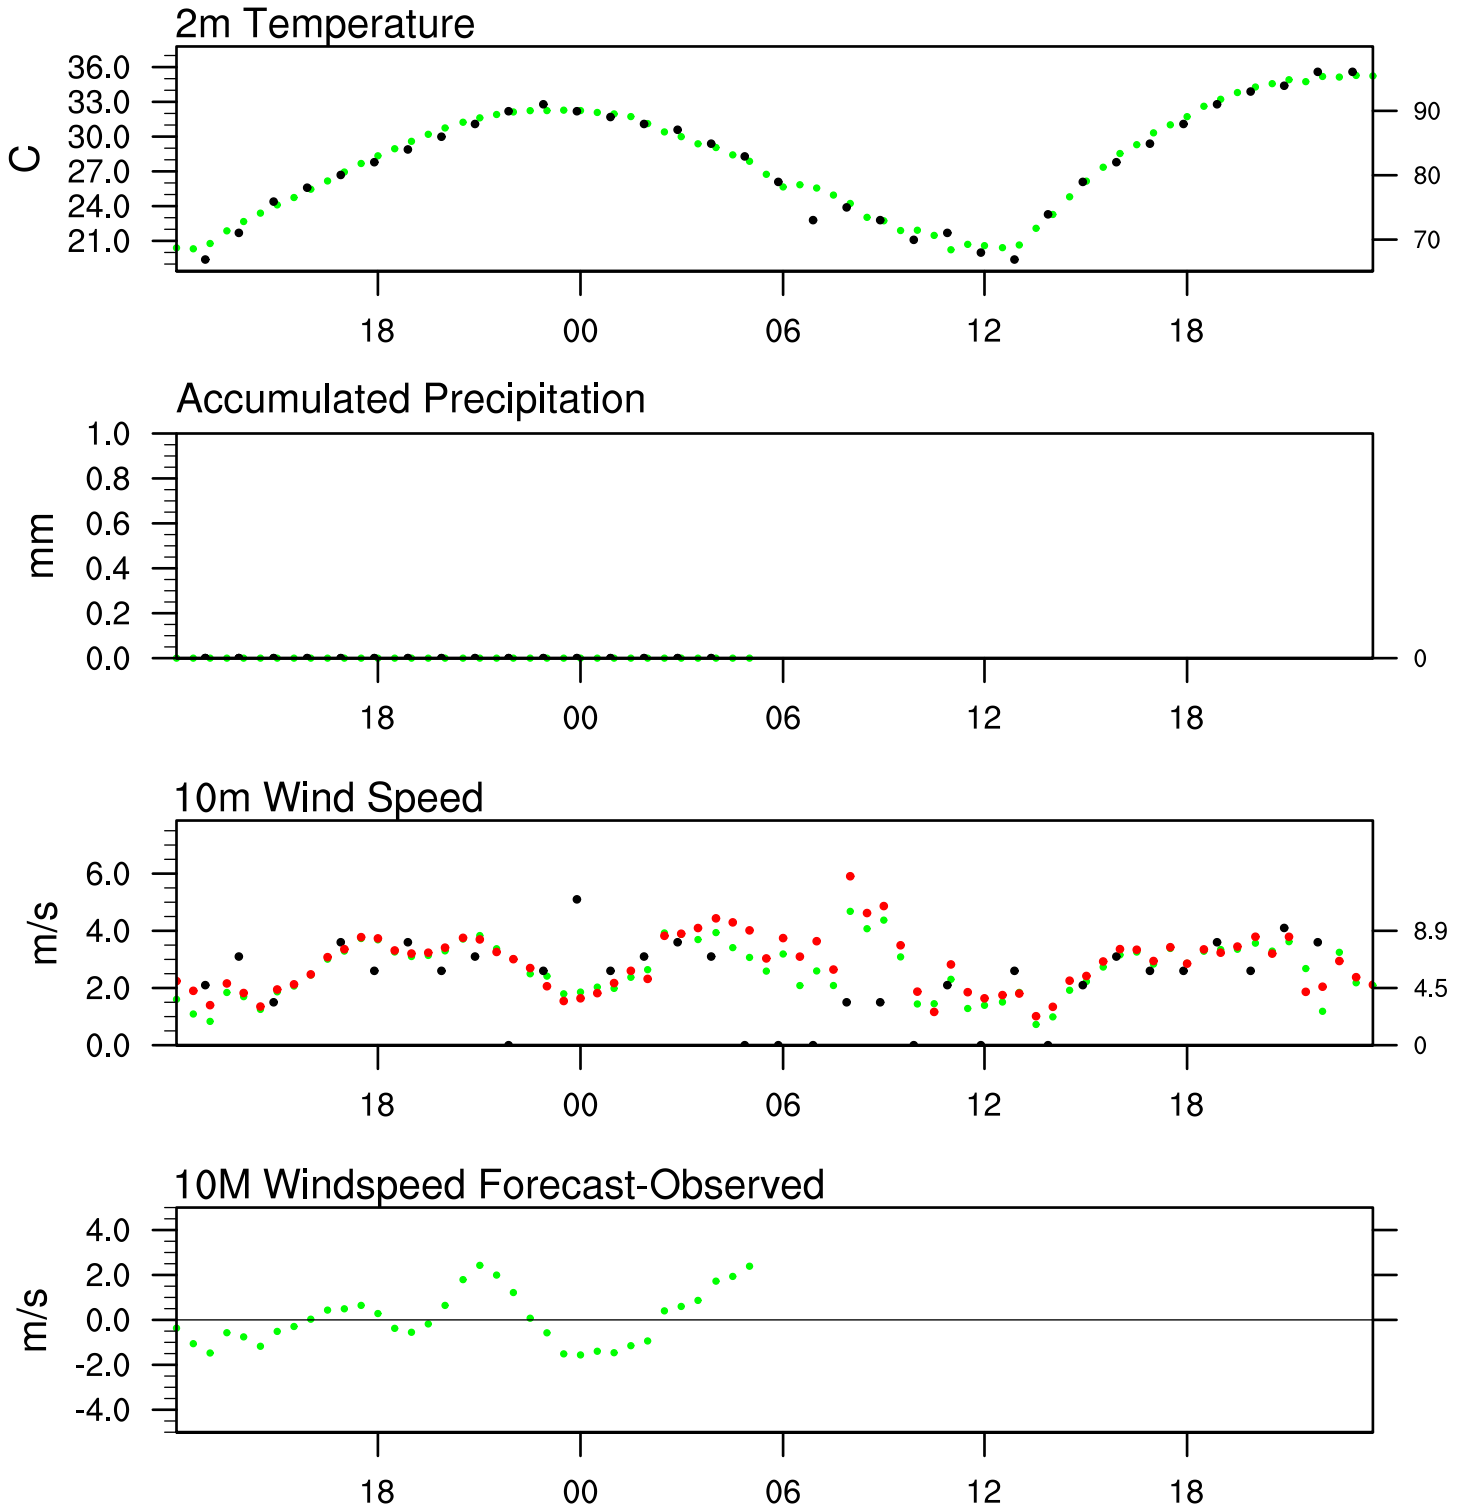 2m Temperature
36.0
33.0
30.0
27.0
24.0
21.0
C
90
80
70
18 00 06 12 18
Accumulated Precipitation
1.0
0.8
0.6
0.4
0.2
0.0
mm
0
18 00 06 12 18
10m Wind Speed
6.0
4.0
2.0
0.0
m/s
8.9
4.5
0
18 00 06 12 18
10M Windspeed Forecast-Observed
4.0
2.0
0.0
-2.0
-4.0
m/s
18 00 06 12 18